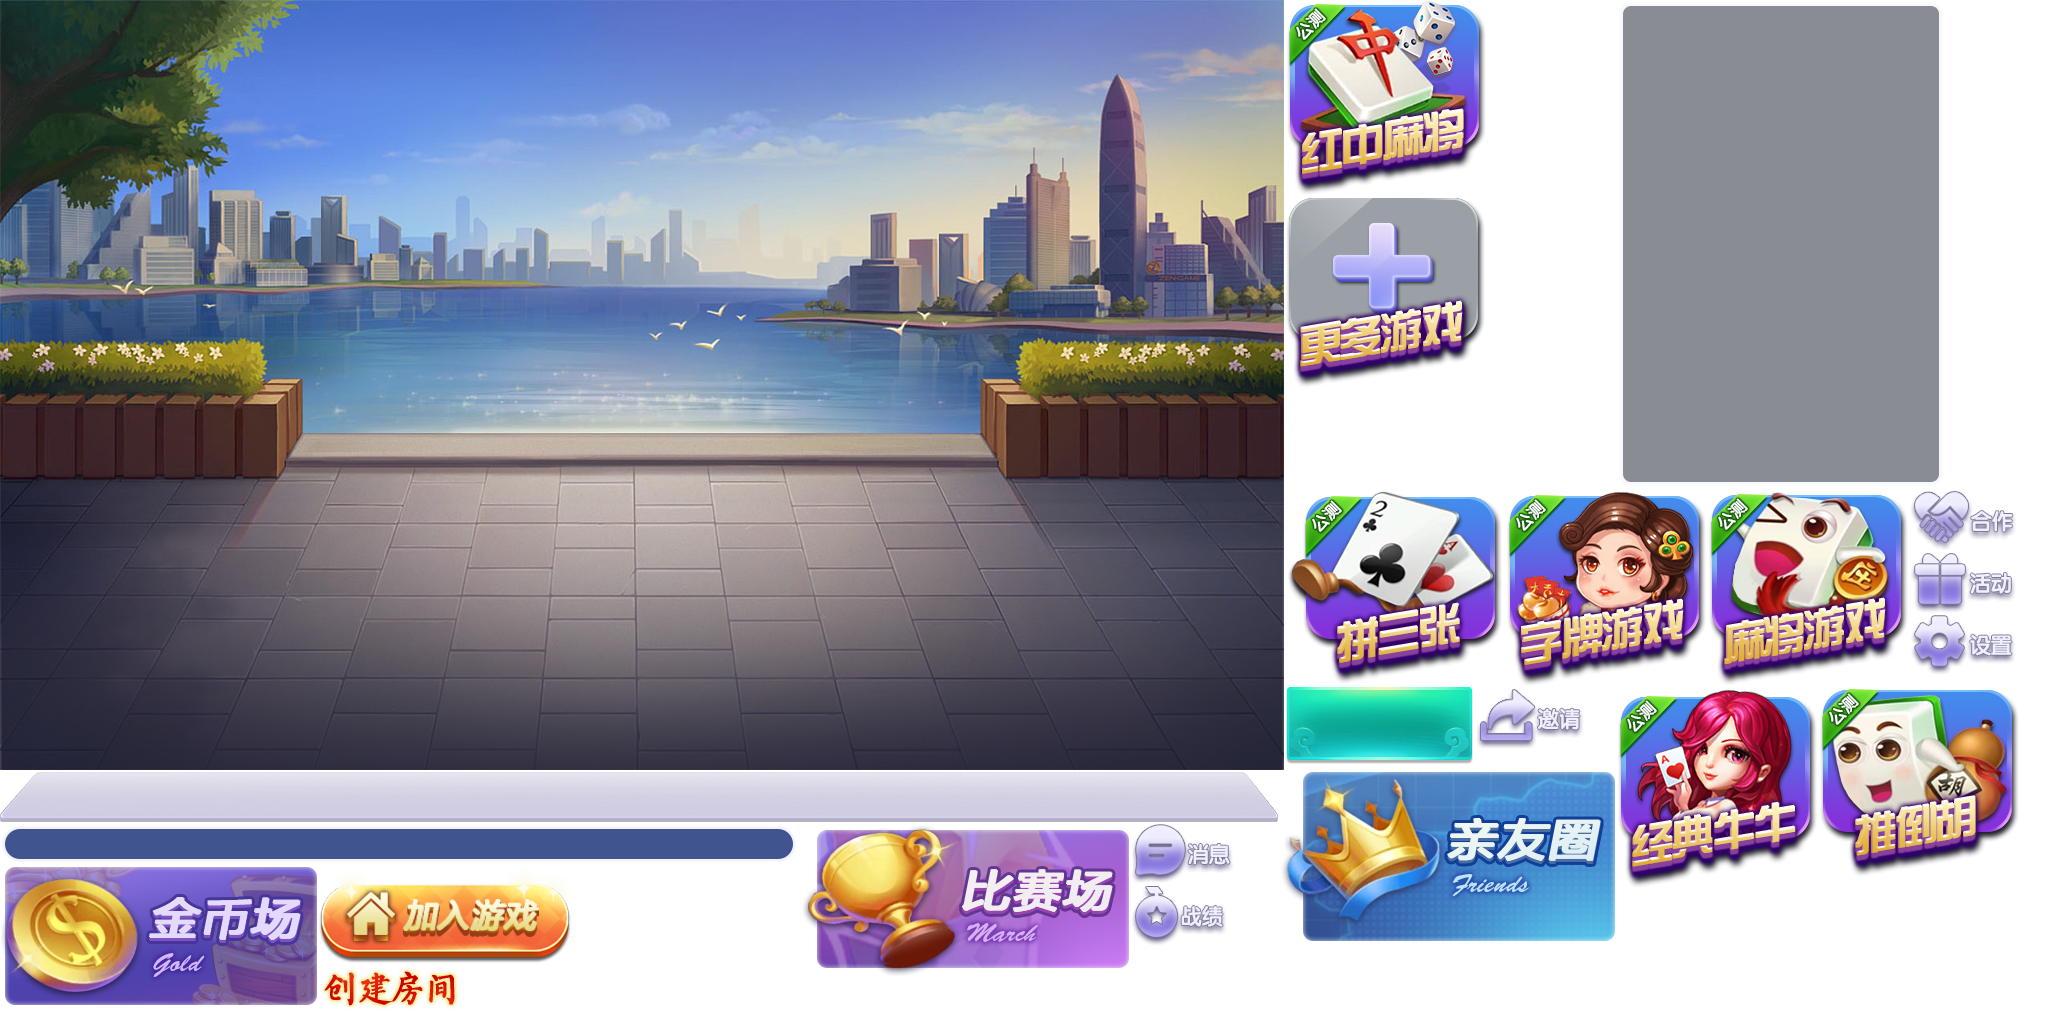 公测
红中麻将
更多游戏
公测
拼三张
公测
字牌游戏
公测
麻将游戏
合作
活动
设置
邀请
公测
经典牛牛
公测
胡
推倒胡
金币场
Gold
加入游戏
创建房间
比赛场
March
消息
战绩
亲友圈
Friends